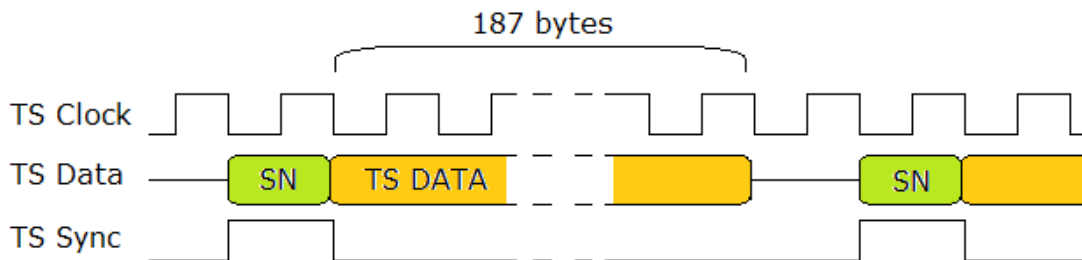 187 bytes
TS Clock
TS Data SN TS DATA SN
TS Sync